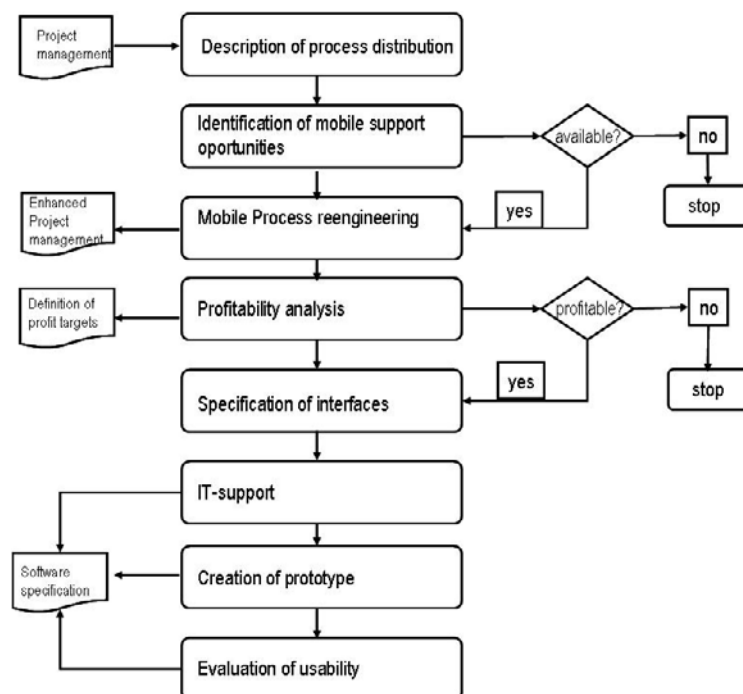 Project
management
Description of process distribution
Identification of mobile support
oportunities
available?
no
stop
yes
Enhanced
Project
management
Mobile Process reengineering
Definition of
profit targets
Profitability analysis
profitable?
no
stop
yes
Specification of interfaces
IT-support
Software
specification
Creation of prototype
Evaluation of usability